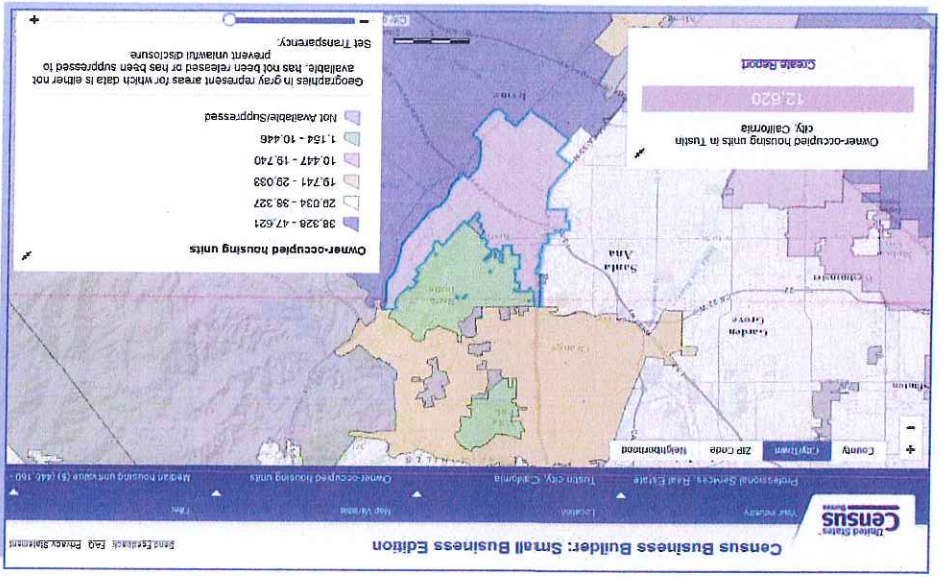 United States®
Census
Bureau
Census Business Builder: Small Business Edition
Send Feedback FAQ Privacy Statement
Your Industry
Professional Services, Real Estate
Location
Tustin city, California
Map Variable
Owner-occupied housing units
Filter
Median housing unit value ($) (446, 160 -
County
City/Town
ZIP Code
Neighborhood
+
-
Garden
Grove
Westminster
Santa
Ana
Orange
Irvine
22
Owner-occupied housing units in Tustin
city, California
12,620
Create Report
Owner-occupied housing units
38,328 - 47,621
29,034 - 38,327
19,741 - 29,033
10,447 - 19,740
1,154 - 10,446
Not Available/Suppressed
Geographies in gray represent areas for which data is either not
available, has not been released or has been suppressed to
prevent unlawful disclosure
Set Transparency:
-
+